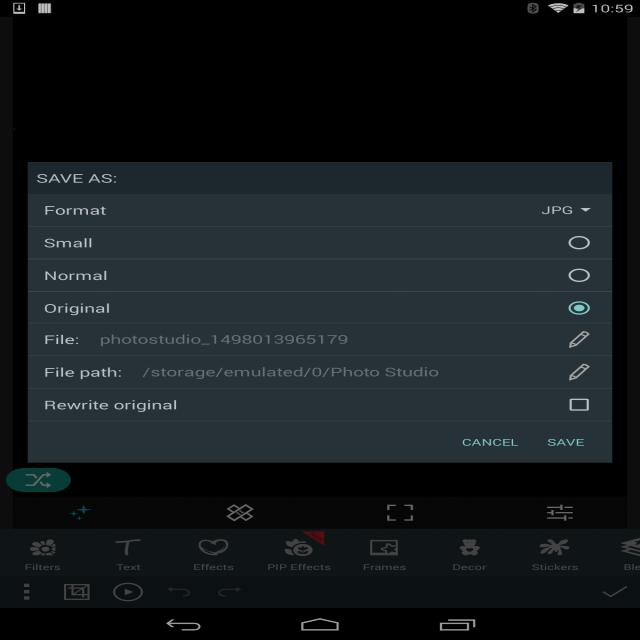 10:59
SAVE AS:
Format JPG
Small
Normal
Original
File: photostudio_1498013965179
File path: /storage/emulated/0/Photo Studio
Rewrite original
CANCEL SAVE
Filters Text Effects PIP Effects Frames Decor Stickers Ble